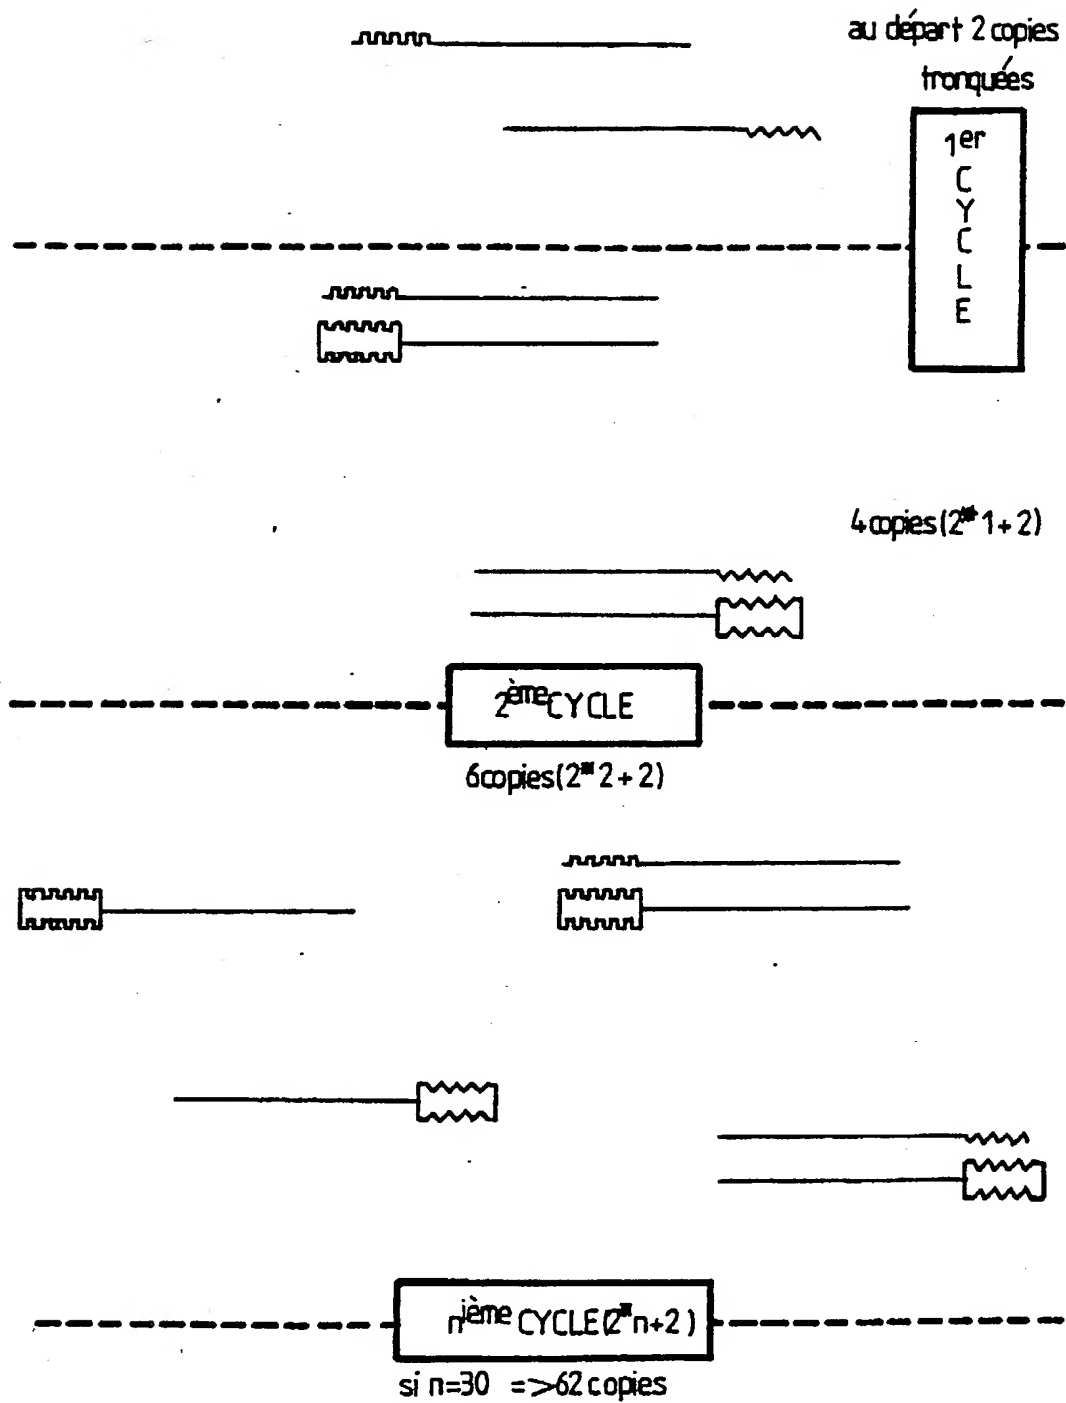 au départ 2 copies
tronquées
1er
C
Y
C
L
E
4 copies (2* 1 + 2)
2ème CYCLE
6 copies (2* 2 + 2)
nième CYCLE (2* n+2)
si n=30 =>62 copies